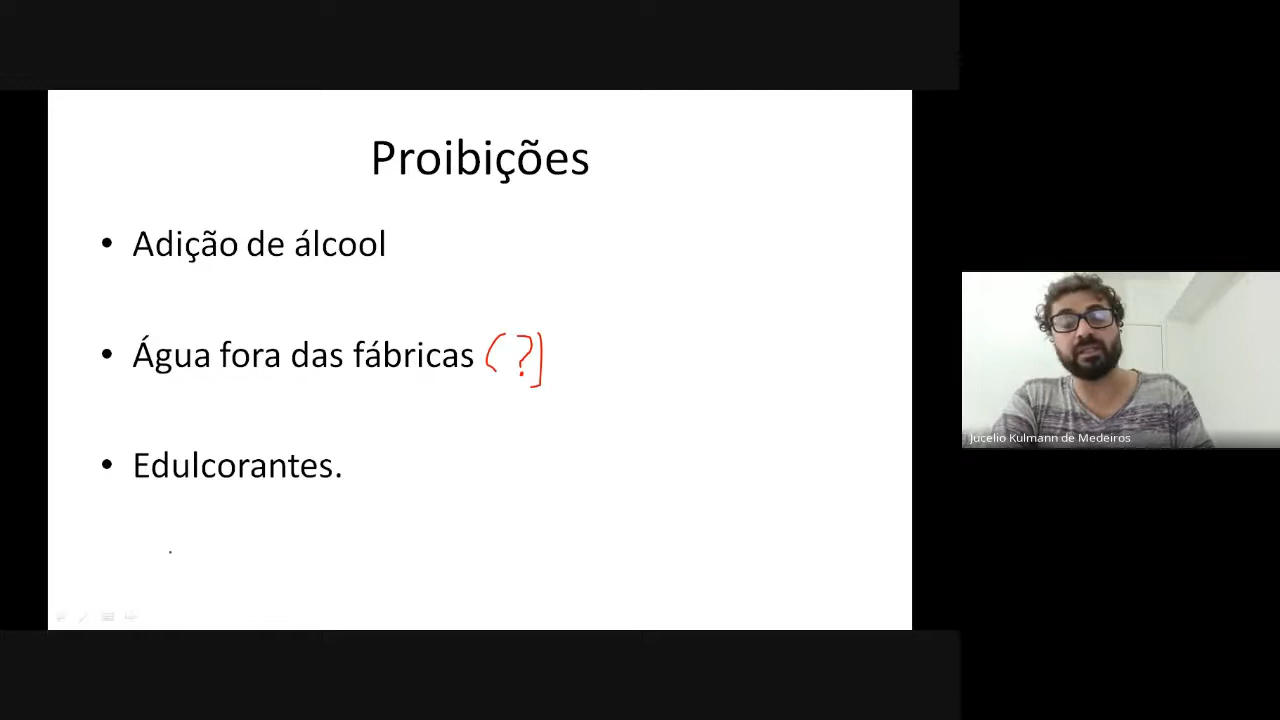 Proibições
• Adição de álcool
• Água fora das fábricas (?]
• Edulcorantes.
Jucelio Kulmann de Medeiros